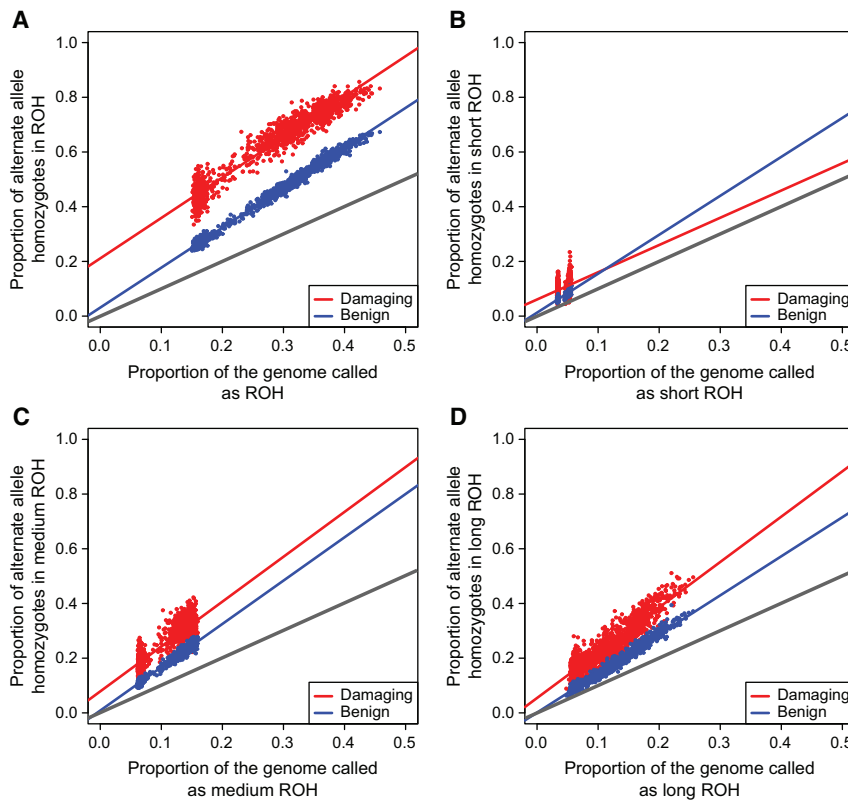 A
Proportion of alternate allele
homozygotes in ROH
1.0
0.8
0.6
0.4
0.2
0.0
0.0 0.1 0.2 0.3 0.4 0.5
Damaging
Benign
Proportion of the genome called
as ROH
B
Proportion of alternate allele
homozygotes in short ROH
1.0
0.8
0.6
0.4
0.2
0.0
0.0 0.1 0.2 0.3 0.4 0.5
Damaging
Benign
Proportion of the genome called
as short ROH
C
Proportion of alternate allele
homozygotes in medium ROH
1.0
0.8
0.6
0.4
0.2
0.0
0.0 0.1 0.2 0.3 0.4 0.5
Damaging
Benign
Proportion of the genome called
as medium ROH
D
Proportion of alternate allele
homozygotes in long ROH
1.0
0.8
0.6
0.4
0.2
0.0
0.0 0.1 0.2 0.3 0.4 0.5
Damaging
Benign
Proportion of the genome called
as long ROH